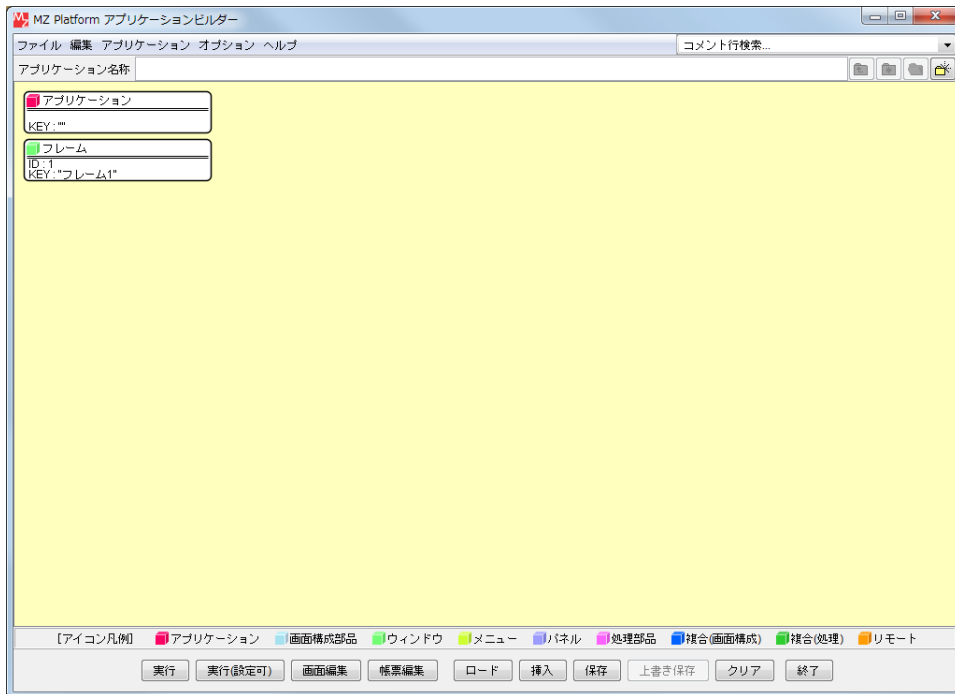 MZ Platform アプリケーションビルダー
ファイル 編集 アプリケーション オプション ヘルプ コメント行検索...
アプリケーション名称
アプリケーション
KEY : ""
フレーム
ID : 1
KEY : "フレーム1"
[アイコン凡例] アプリケーション 画面構成部品 ウィンドウ メニュー パネル 処理部品 複合(画面構成) 複合(処理) リモート
実行 実行(設定可) 画面編集 帳票編集 ロード 挿入 保存 上書き保存 クリア 終了